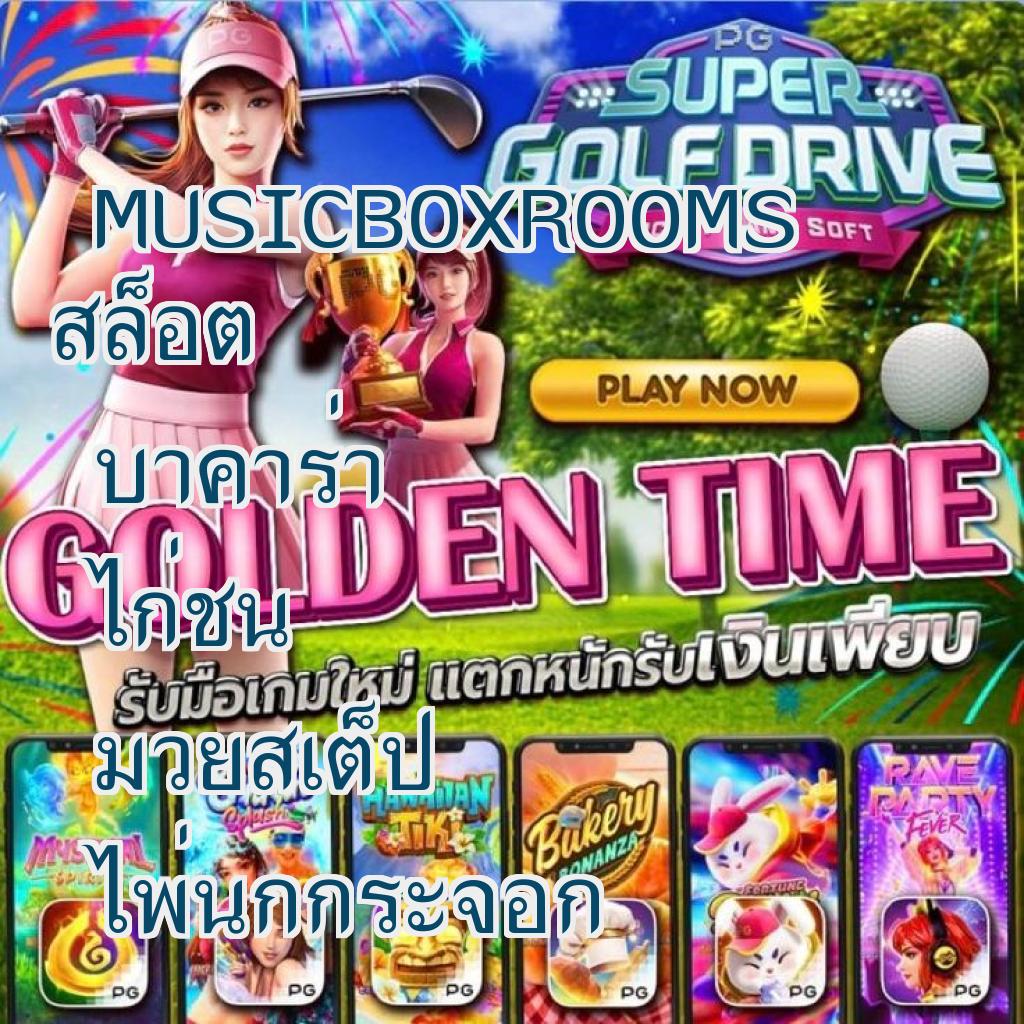 PG
PG
SUPER
GOLF DRIVE
SOFT
MUSICBOXROOMS
สล็อต
PLAY NOW
บาคาร่า
GOLDEN TIME
ไก่ชน
รับมือเกมใหม่ แตกหนักรับเงินเพียบ
มวยสเต็ป
ไพ่นกกระจอก
Splash
HAWAIIAN
TIKI
Bakery
BONANZA
FORTUNE
RAVE
PARTY
FEVER
PG
PG
PG
PG
PG
PG